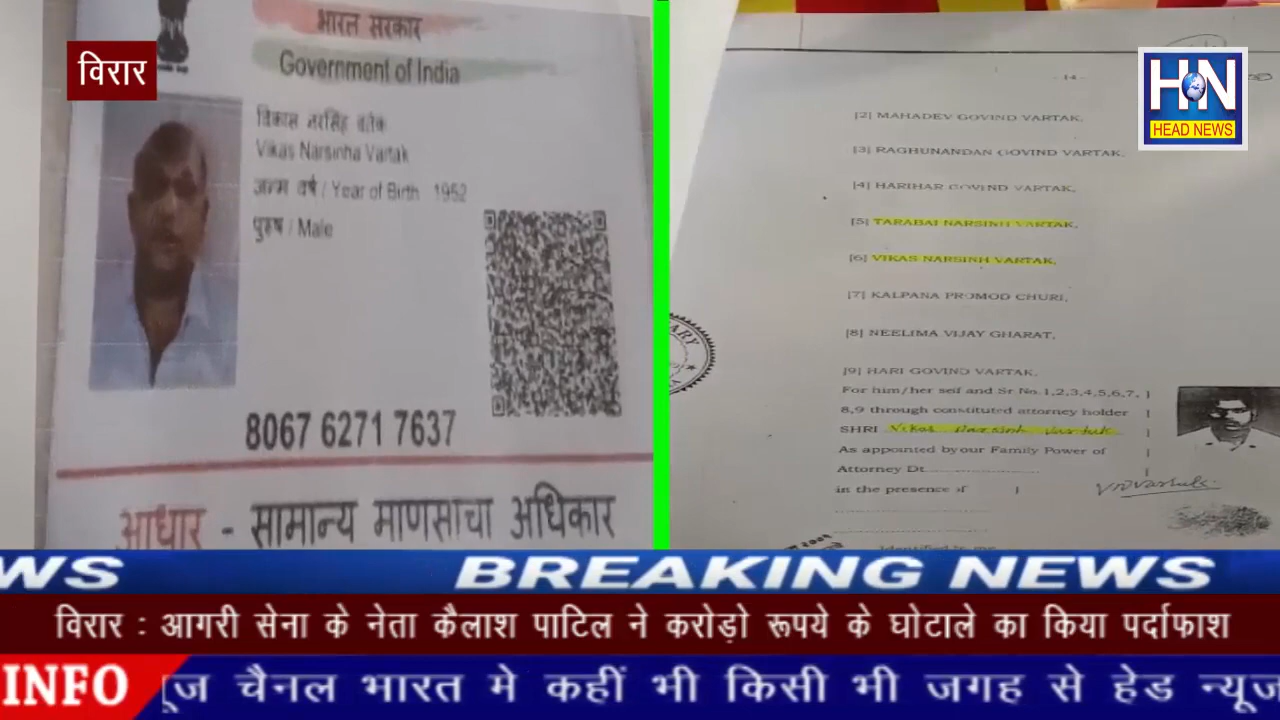 विरार
भारत सरकार
Government of India
विकास नरसिंह वर्तक
Vikas Narsinha Vartak
जन्म वर्ष / Year of Birth 1952
पुरुष / Male
8067 6271 7637
आधार - सामान्य माणसाचा अधिकार
HN
HEAD NEWS
- 14 -
[2] MAHADEV GOVIND VARTAK,
[3] RAGHUNANDAN GOVIND VARTAK,
[4] HARIHAR GOVIND VARTAK,
[5] TARABAI NARSINH VARTAK,
[6] VIKAS NARSINH VARTAK,
[7] KALPANA PROMOD CHURI,
[8] NEELIMA VIJAY GHARAT,
[9] HARI GOVIND VARTAK,
For him/her self and Sr No.1,2,3,4,5,6,7,
8,9 through constituted attorney holder
SHRI Vikas Narsinh Vartak
As appointed by our Family Power of
Attorney Dt
in the presence of
WS BREAKING NEWS
विरार : आगरी सेना के नेता कैलाश पाटिल ने करोड़ो रूपये के घोटाले का किया पर्दाफाश
INFO
चैनल भारत मे कहीं भी किसी भी जगह से हेड न्यूज